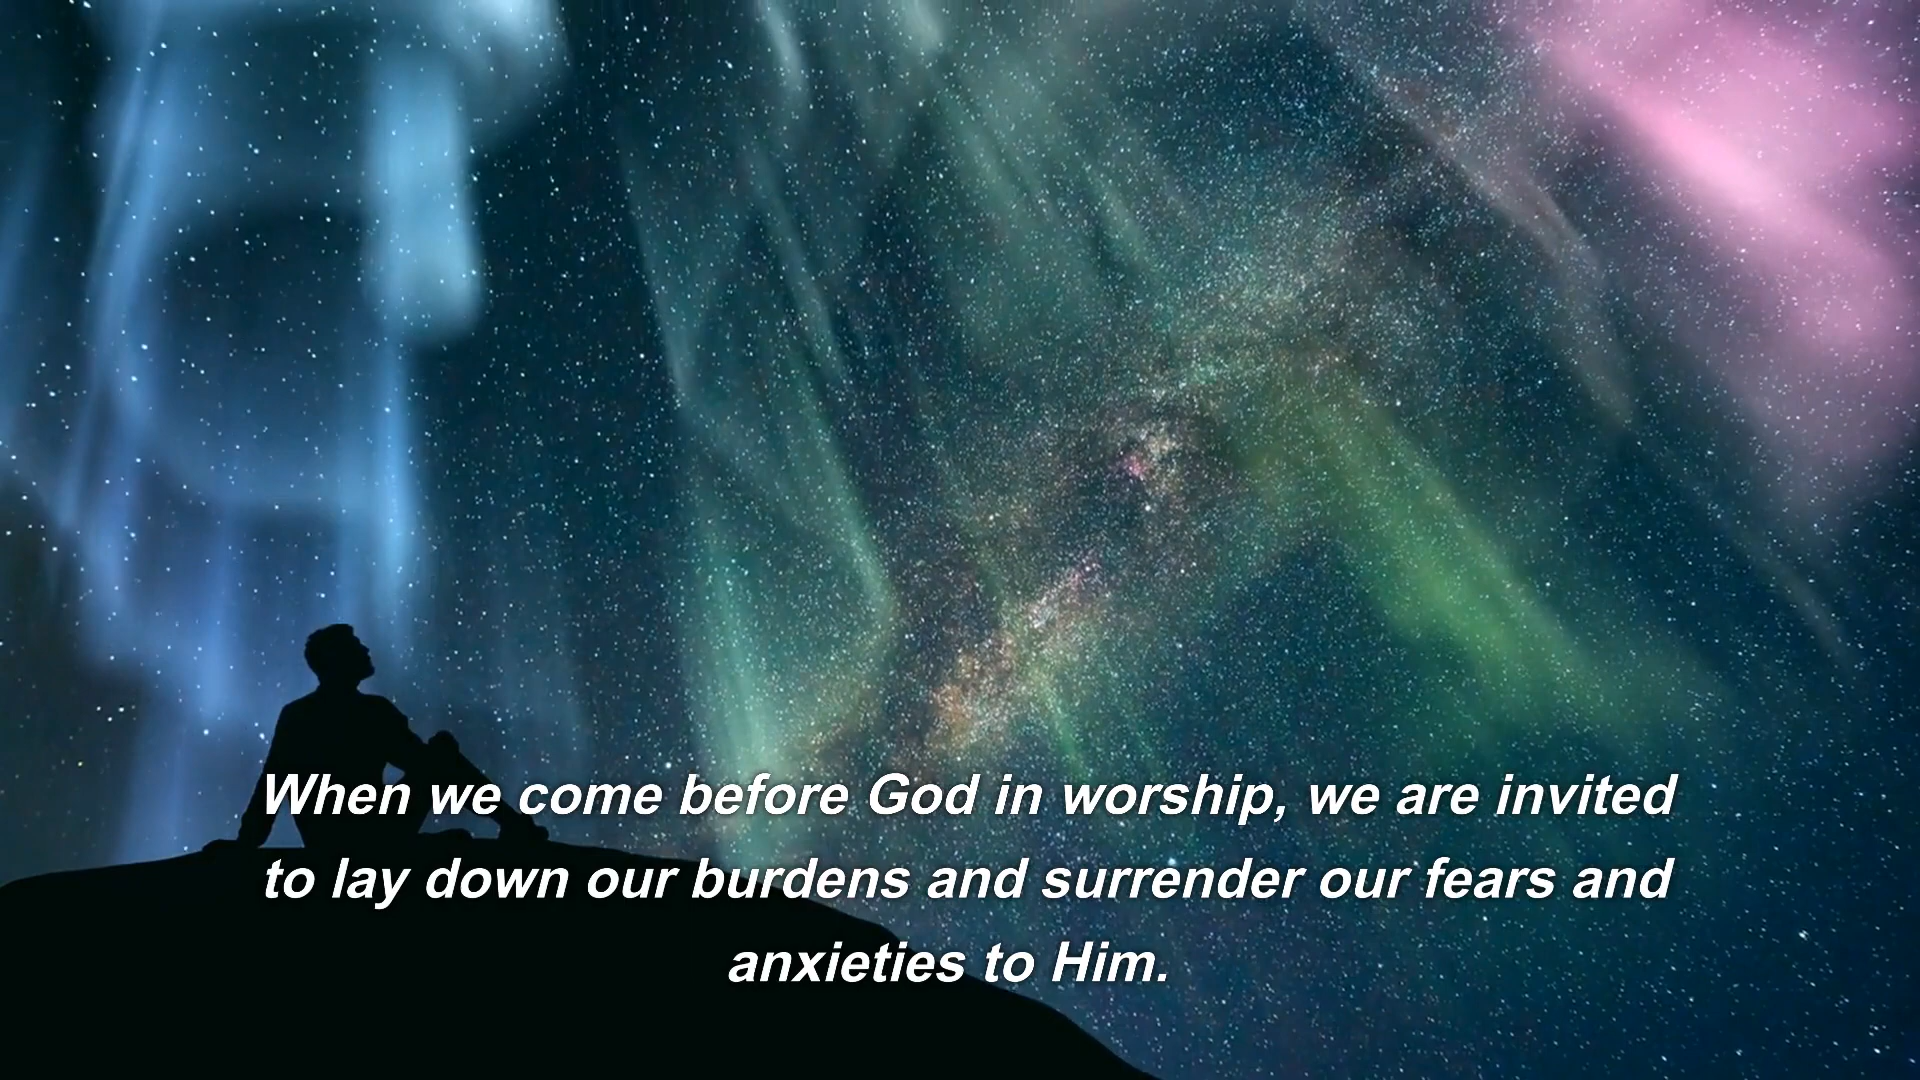 When we come before God in worship, we are invited
to lay down our burdens and surrender our fears and
anxieties to Him.